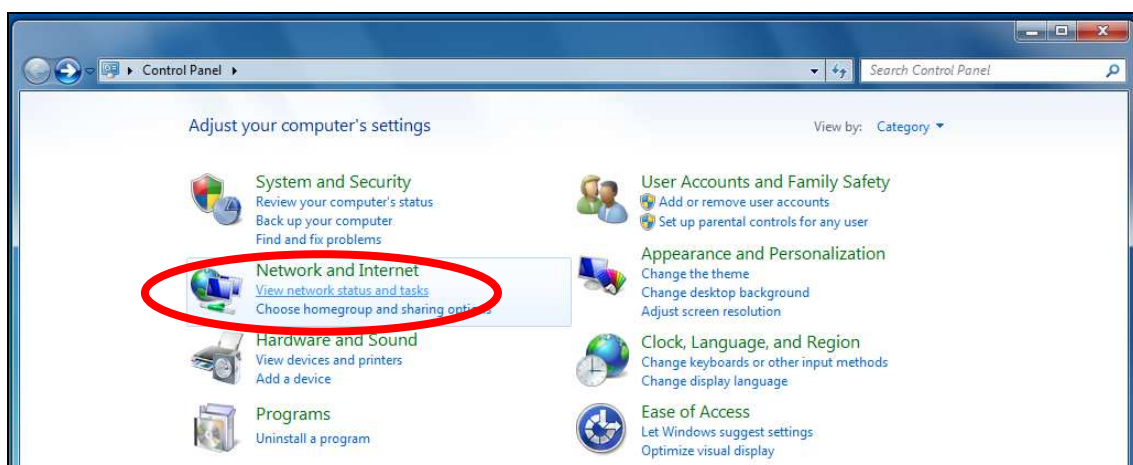 Control Panel
Search Control Panel
Adjust your computer's settings
View by: Category
System and Security
Review your computer's status
Back up your computer
Find and fix problems
Network and Internet
View network status and tasks
Choose homegroup and sharing options
Hardware and Sound
View devices and printers
Add a device
Programs
Uninstall a program
User Accounts and Family Safety
Add or remove user accounts
Set up parental controls for any user
Appearance and Personalization
Change the theme
Change desktop background
Adjust screen resolution
Clock, Language, and Region
Change keyboards or other input methods
Change display language
Ease of Access
Let Windows suggest settings
Optimize visual display